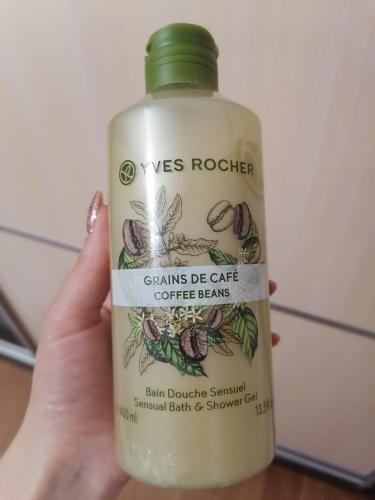 YVES ROCHER
GRAINS DE CAFÉ
COFFEE BEANS
Bain Douche Sensuel
Sensual Bath & Shower Gel
400 ml